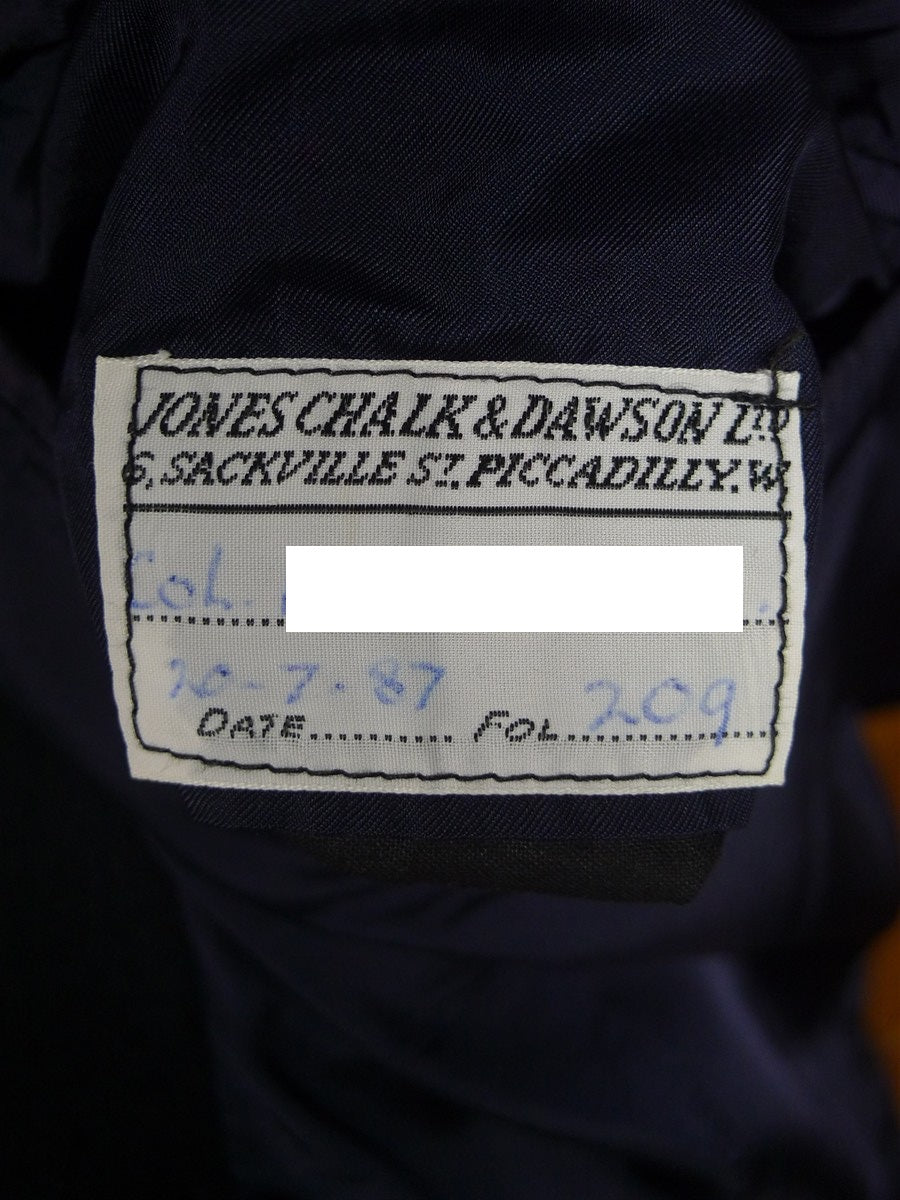 JONES CHALK & DAWSON LTD
6, SACKVILLE ST. PICCADILLY. W
Col.
20-7-87
DATE.............. FOL 209